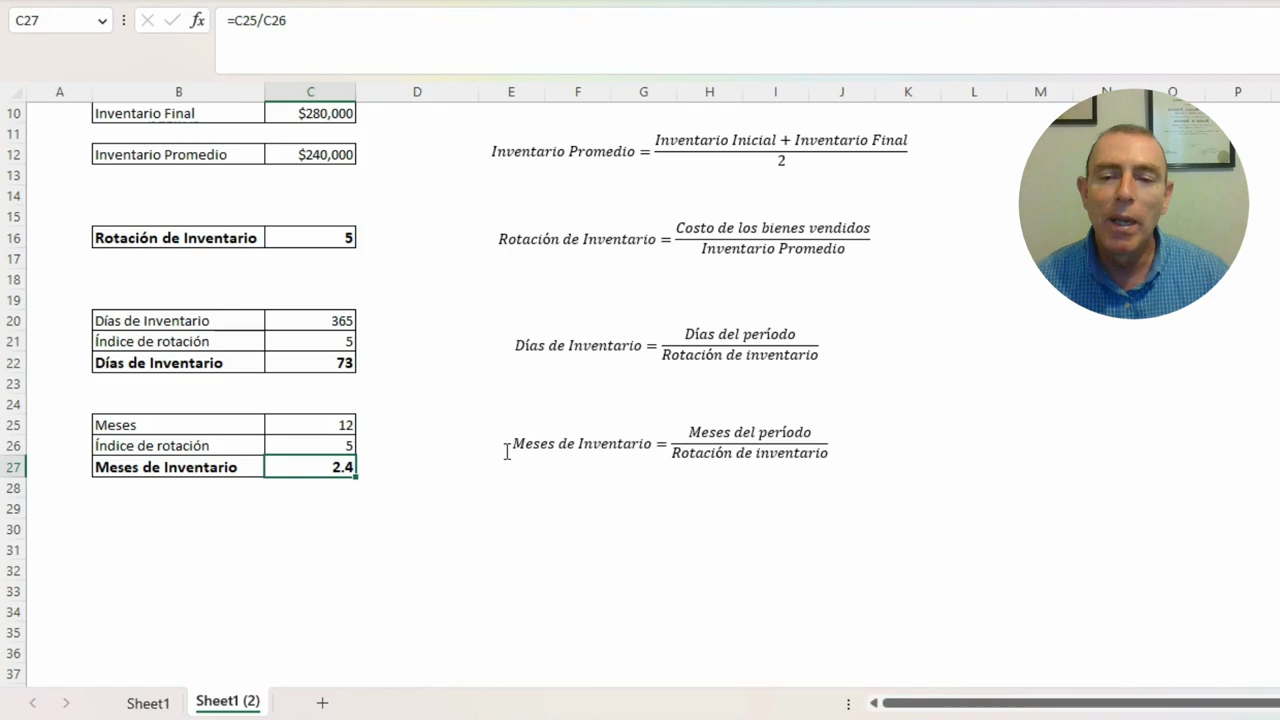 C27
fx
=C25/C26
A B C D E F G H I J K L M N O P
10 Inventario Final $280,000
11
12 Inventario Promedio $240,000
Inventario Promedio = Inventario Inicial + Inventario Final / 2
13
14
15
16 Rotación de Inventario 5
Rotación de Inventario = Costo de los bienes vendidos / Inventario Promedio
17
18
19
20 Días de Inventario 365
21 Índice de rotación 5
Días de Inventario = Días del período / Rotación de inventario
22 Días de Inventario 73
23
24
25 Meses 12
26 Índice de rotación 5
Meses de Inventario = Meses del período / Rotación de inventario
27 Meses de Inventario 2.4
28
29
30
31
32
33
34
35
36
37
Sheet1 Sheet1 (2) +